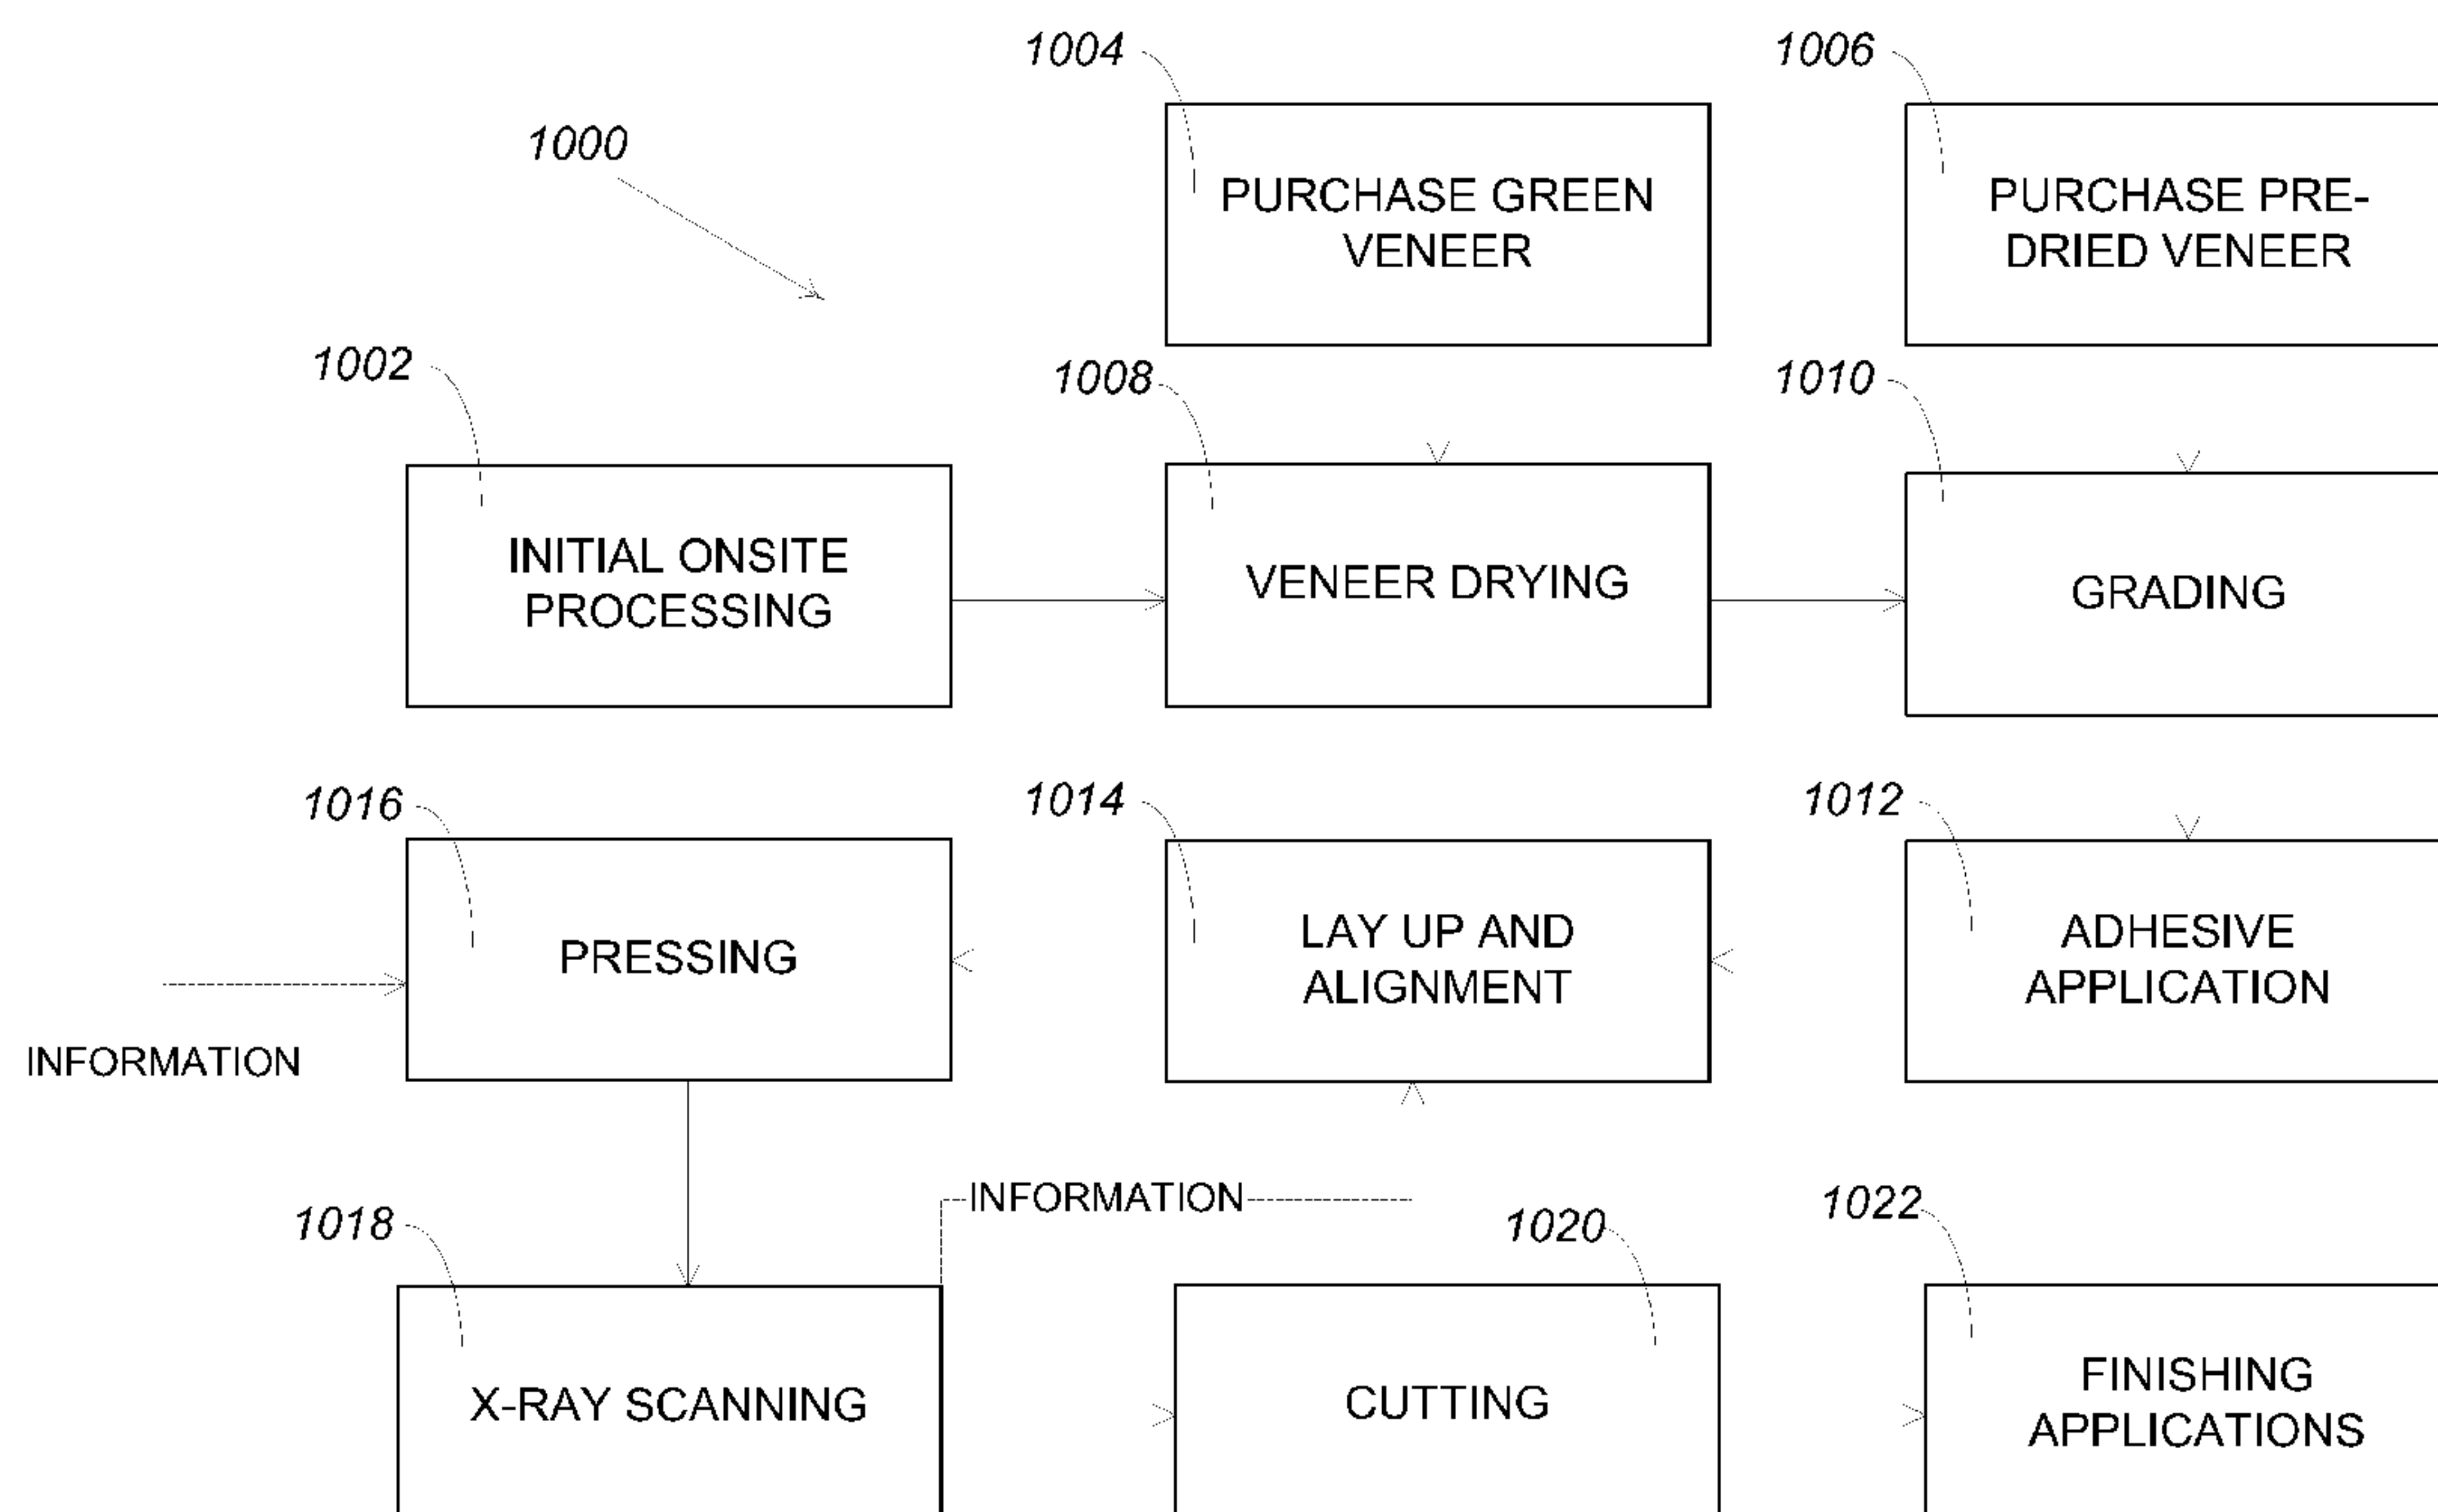 1004
1006
1000
PURCHASE GREEN
VENEER
PURCHASE PRE-
DRIED VENEER
1002
1008
1010
INITIAL ONSITE
PROCESSING
VENEER DRYING
GRADING
1016
1014
1012
PRESSING
LAY UP AND
ALIGNMENT
ADHESIVE
APPLICATION
INFORMATION
INFORMATION
1018
1020
1022
X-RAY SCANNING
CUTTING
FINISHING
APPLICATIONS